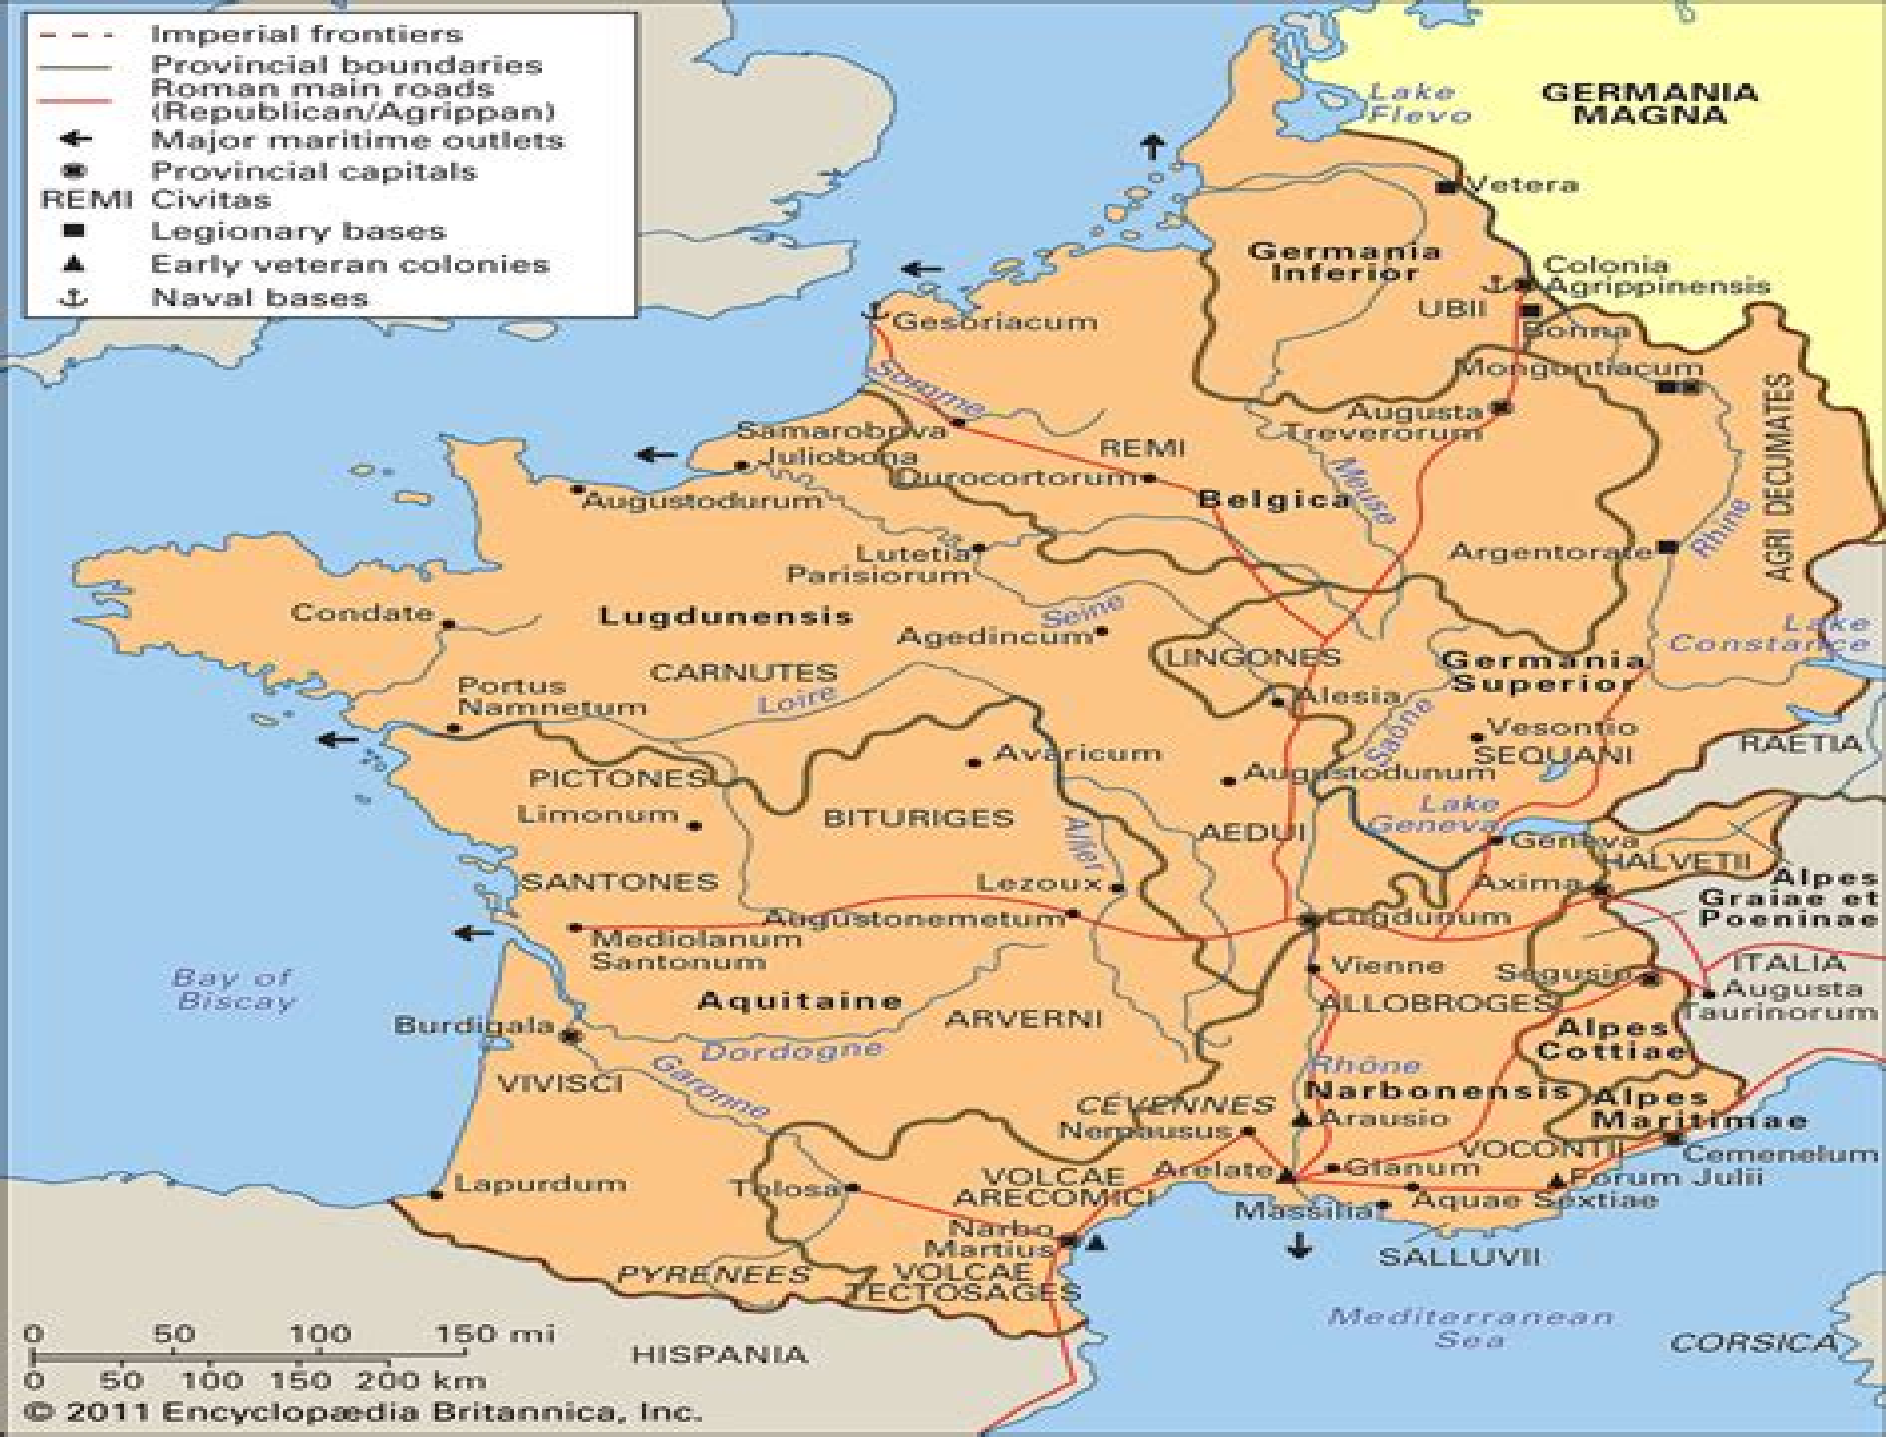 Imperial frontiers
Provincial boundaries
Roman main roads
(Republican/Agrippan)
Major maritime outlets
Provincial capitals
REMI Civitas
Legionary bases
Early veteran colonies
Naval bases
Lake
Flevo
GERMANIA
MAGNA
Vetera
Germania
Inferior
Colonia
Agrippinensis
UBII
Bonna
Gesoriacum
Mongontiacum
Somme
Augusta
Treverorum
AGRI DECUMATES
Samarobriva
REMI
Juliobona
Durocortorum
Meuse
Augustodurum
Belgica
Rhine
Lutetia
Parisiorum
Argentorate
Condate
Lugdunensis
Seine
Agedincum
Lake
Constance
LINGONES
Germania
Superior
CARNUTES
Portus
Namnetum
Loire
Alesia
Saône
Vesontio
SEQUANI
RAETIA
Avaricum
Augustodunum
PICTONES
Limonum
BITURIGES
Allier
AEDUI
Lake
Geneva
Geneva
HALVETII
SANTONES
Lezoux
Axima
Alpes
Graiae et
Poeninae
Augustonemetum
Lugdunum
Mediolanum
Santonum
Vienne
Segusio
ITALIA
Augusta
Taurinorum
Bay of
Biscay
Aquitaine
ARVERNI
ALLOBROGES
Alpes
Cottiae
Burdigala
Dordogne
Garonne
VIVISCI
Rhône
Narbonensis
Alpes
Maritimae
CÉVENNES
Arausio
Nemausus
VOCONTII
Cemenelum
Lapurdum
Tolosa
VOLCAE
ARECOMICI
Arelate
Glanum
Forum Julii
Massilia
Aquae Sextiae
Narbo
Martius
SALLUVII
PYRENEES
VOLCAE
TECTOSAGES
Mediterranean
Sea
CORSICA
HISPANIA
0 50 100 150 mi
0 50 100 150 200 km
© 2011 Encyclopædia Britannica, Inc.